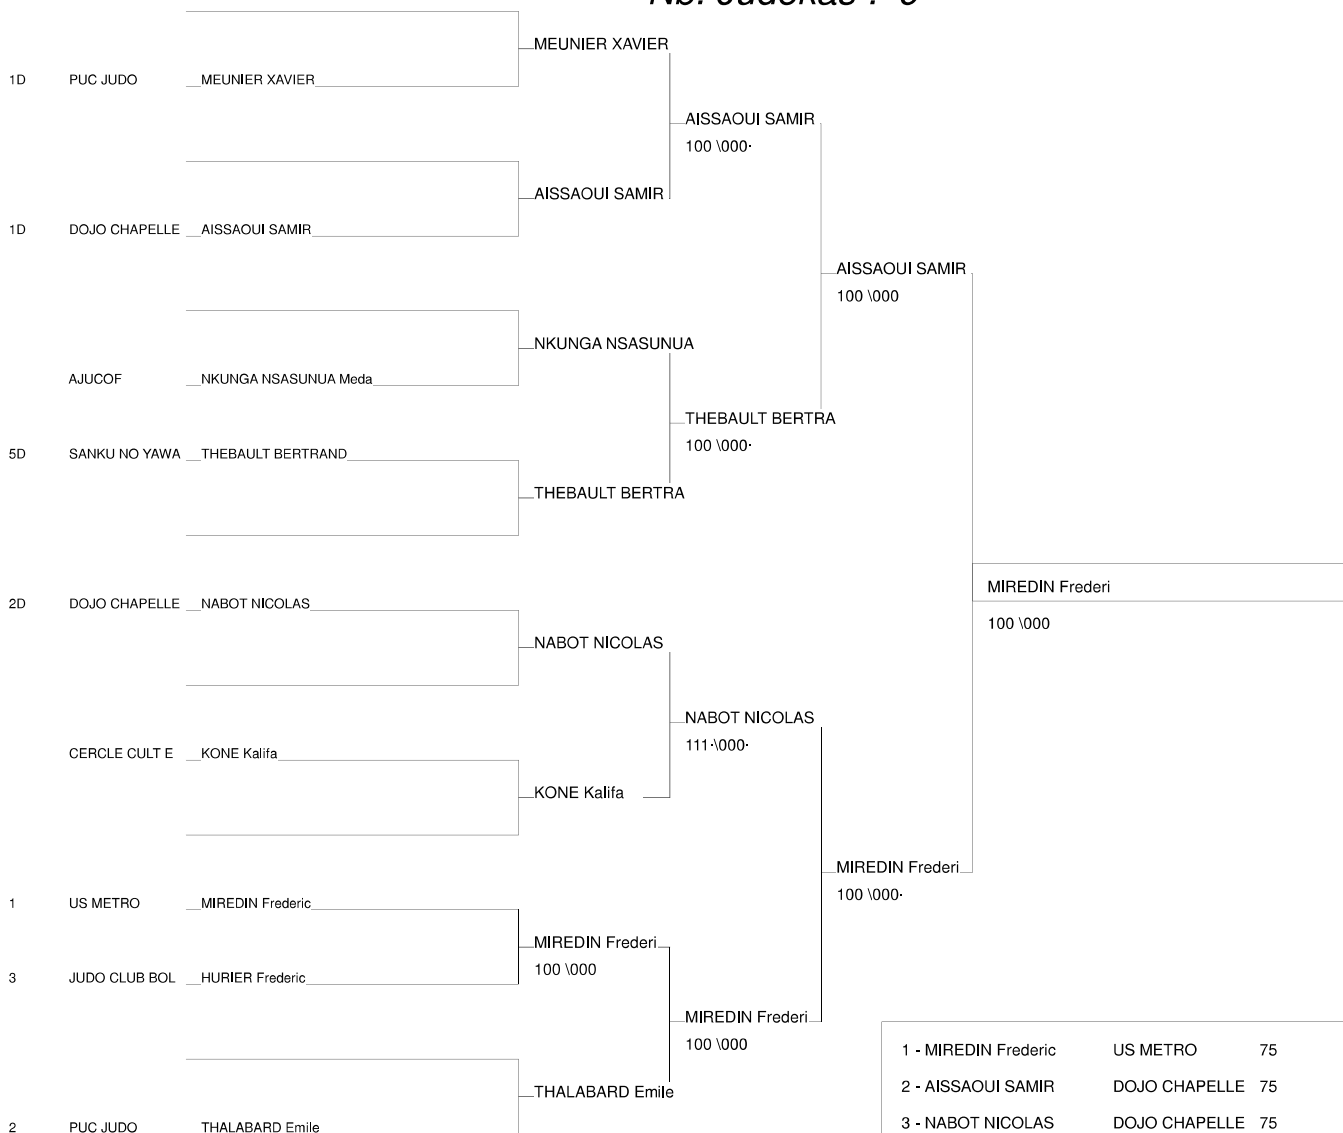 Nb. Judokas : 9
MEUNIER XAVIER
1D PUC JUDO MEUNIER XAVIER
AISSAOUI SAMIR
100 \000·
AISSAOUI SAMIR
1D DOJO CHAPELLE AISSAOUI SAMIR
AISSAOUI SAMIR
100 \000
NKUNGA NSASUNUA
AJUCOF NKUNGA NSASUNUA Meda
THEBAULT BERTRA
100 \000·
5D SANKU NO YAWA THEBAULT BERTRAND
THEBAULT BERTRA
MIREDIN Frederi
100 \000
2D DOJO CHAPELLE NABOT NICOLAS
NABOT NICOLAS
NABOT NICOLAS
111·\000·
CERCLE CULT E KONE Kalifa
KONE Kalifa
MIREDIN Frederi
100 \000·
1 US METRO MIREDIN Frederic
MIREDIN Frederi
100 \000
3 JUDO CLUB BOL HURIER Frederic
MIREDIN Frederi
100 \000
THALABARD Emile
2 PUC JUDO THALABARD Emile
1 - MIREDIN Frederic US METRO 75
2 - AISSAOUI SAMIR DOJO CHAPELLE 75
3 - NABOT NICOLAS DOJO CHAPELLE 75